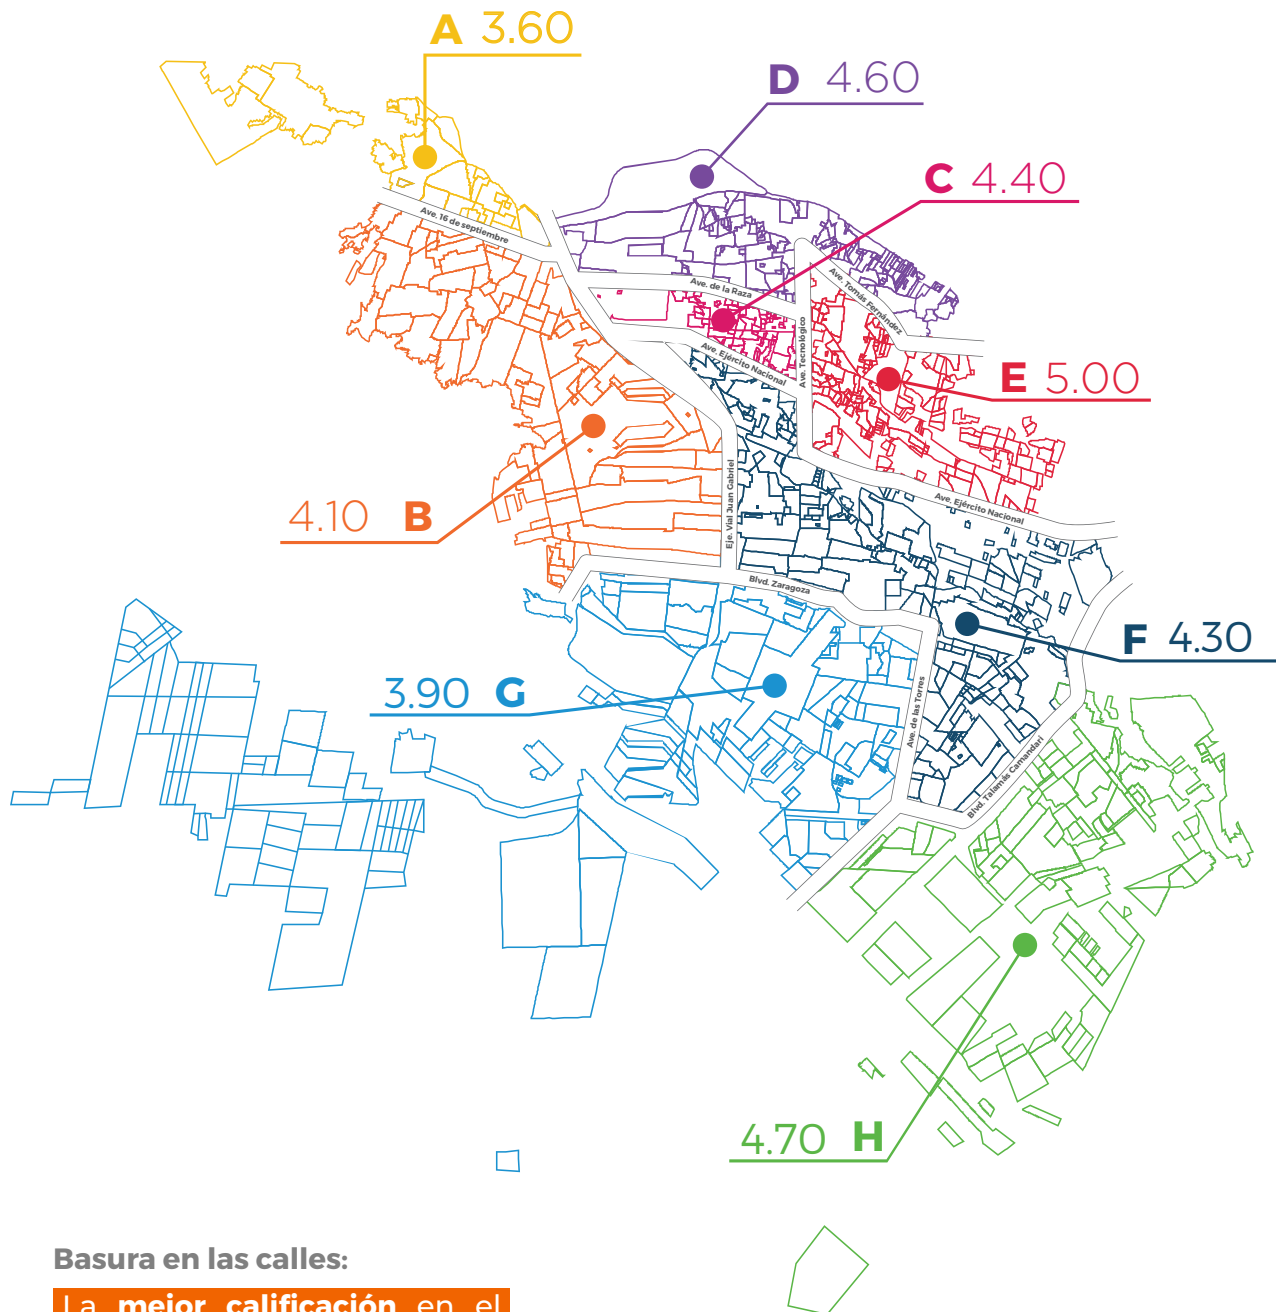 A 3.60
D 4.60
C 4.40
Ave. 16 de septiembre
Ave. de la Raza
Ave. Tomás Fernández
Ave. Tecnológico
Ave. Ejército Nacional
E 5.00
4.10 B
Eje. Vial Juan Gabriel
Ave. Ejército Nacional
Blvd. Zaragoza
F 4.30
3.90 G
Ave. de las Torres
Blvd. Talamás Camandari
4.70 H
Basura en las calles:
La mejor calificación en el